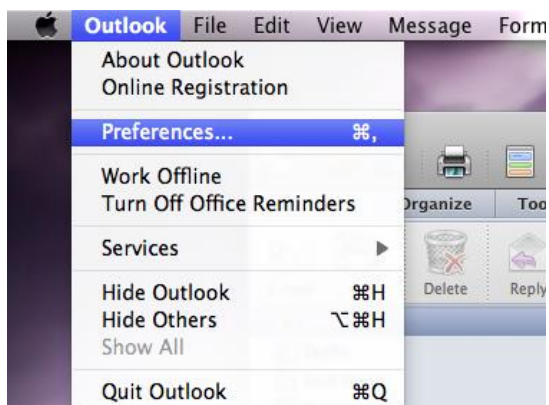 Outlook File Edit View Message Form
About Outlook
Online Registration
Preferences... ⌘,
Work Offline
Turn Off Office Reminders
Organize Too
Services
Hide Outlook ⌘H
Delete Reply
Hide Others ⌥⌘H
Show All
Quit Outlook ⌘Q